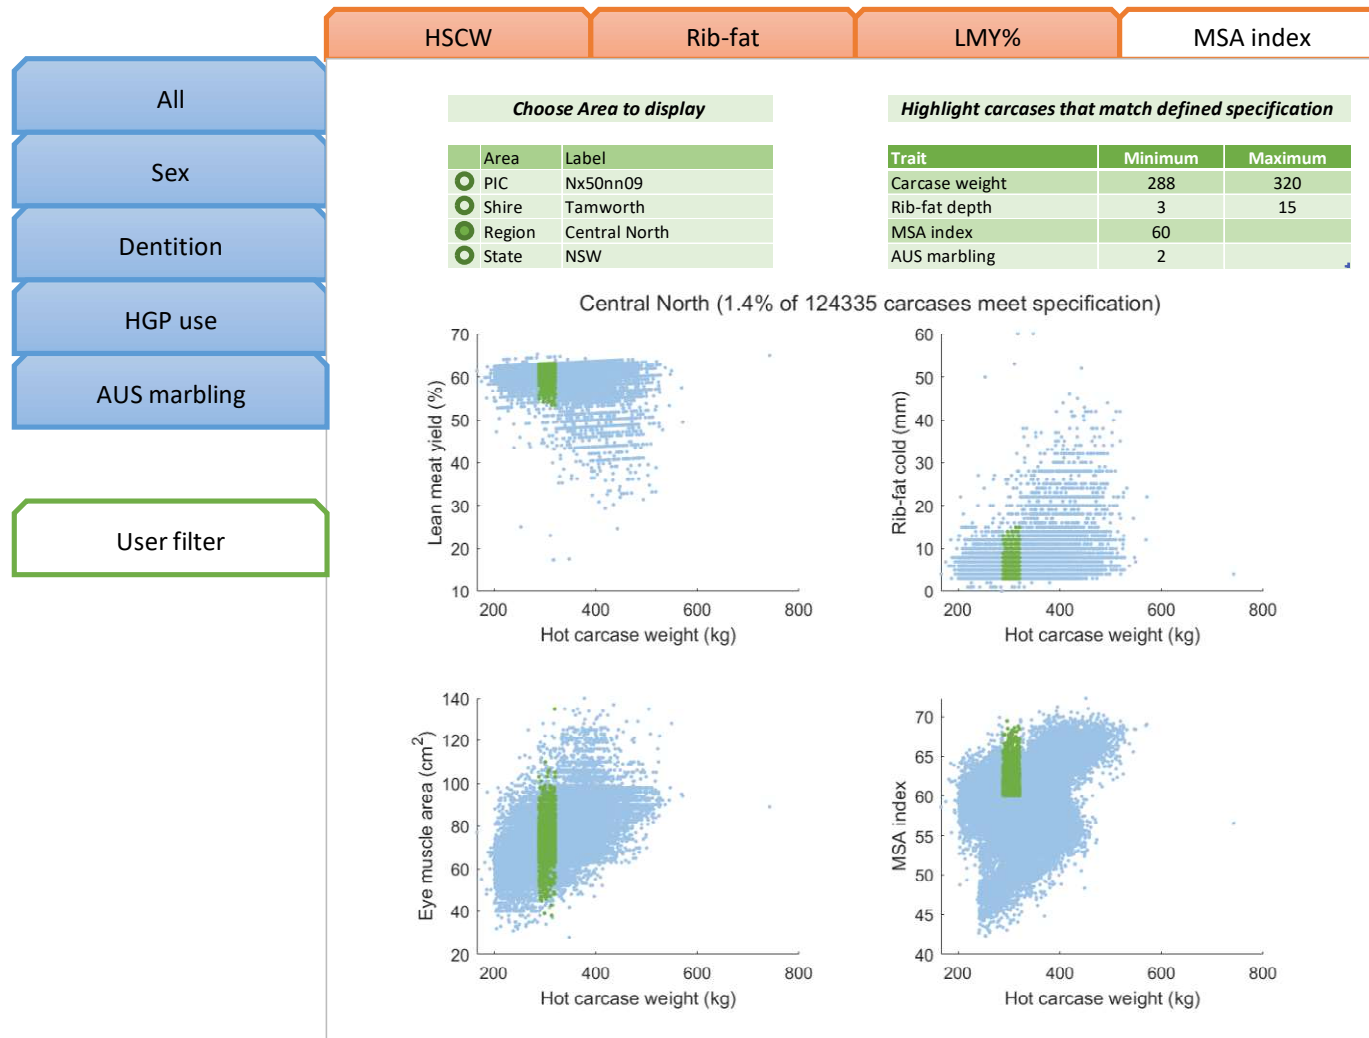 HSCW Rib-fat LMY% MSA index
All
Sex
Dentition
HGP use
AUS marbling
User filter
Choose Area to display
Area Label
PIC Nx50nn09
Shire Tamworth
Region Central North
State NSW
Highlight carcases that match defined specification
Trait Minimum Maximum
Carcase weight 288 320
Rib-fat depth 3 15
MSA index 60
AUS marbling 2
Central North (1.4% of 124335 carcases meet specification)
Lean meat yield (%)
70
60
50
40
30
20
10
200 400 600 800
Hot carcase weight (kg)
Rib-fat cold (mm)
60
50
40
30
20
10
0
200 400 600 800
Hot carcase weight (kg)
Eye muscle area (cm²)
140
120
100
80
60
40
20
200 400 600 800
Hot carcase weight (kg)
MSA index
70
65
60
55
50
45
40
200 400 600 800
Hot carcase weight (kg)